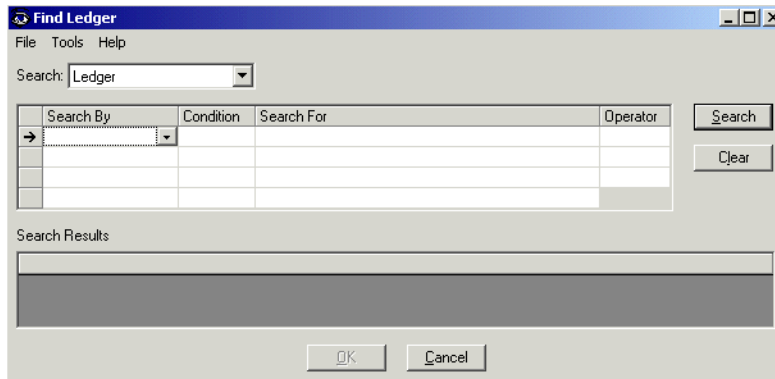 Find Ledger
File Tools Help
Search: Ledger
Search By Condition Search For Operator
Search
Clear
Search Results
OK Cancel